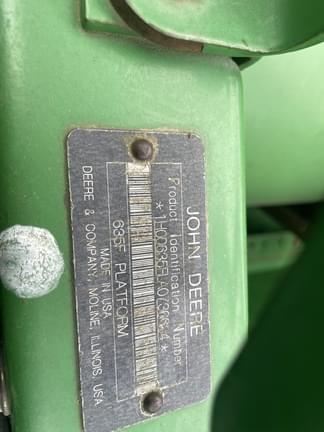 JOHN DEERE
Product Identification Number
635F PLATFORM
MADE IN USA
DEERE & COMPANY, MOLINE, ILLINOIS, USA